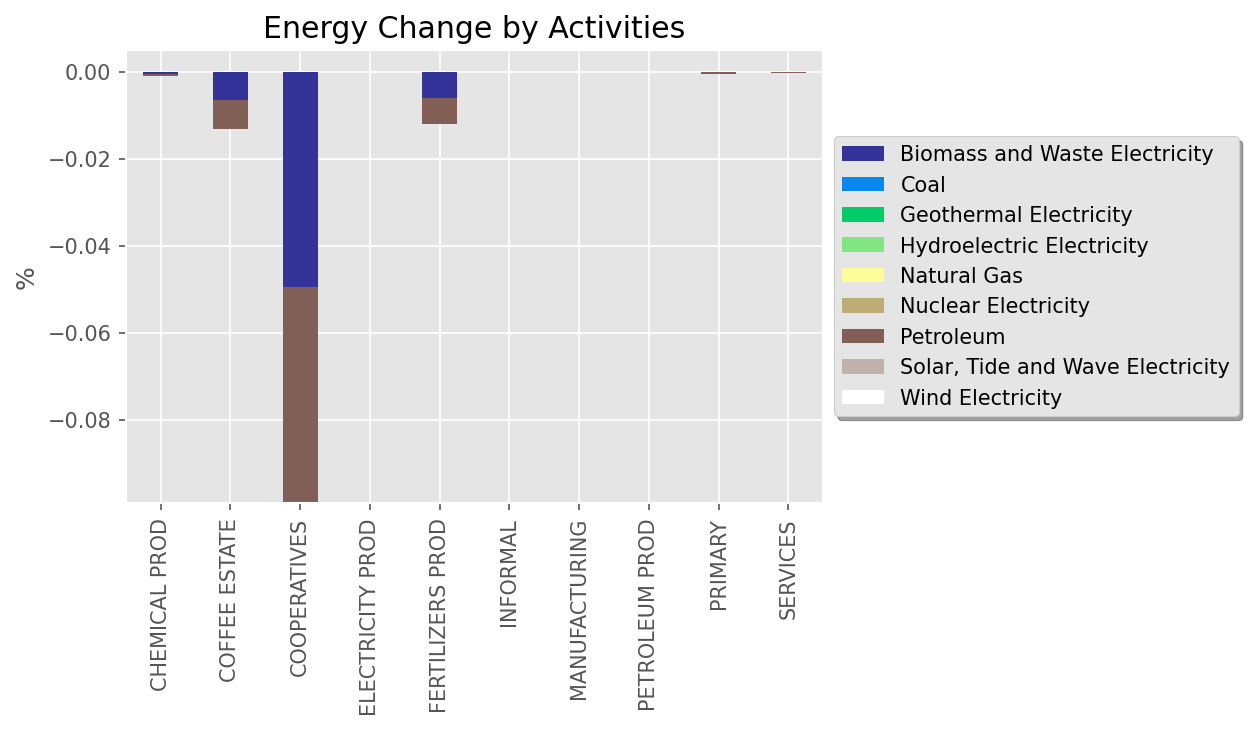 Energy Change by Activities
%
0.00
−0.02
−0.04
−0.06
−0.08
CHEMICAL PROD
COFFEE ESTATE
COOPERATIVES
ELECTRICITY PROD
FERTILIZERS PROD
INFORMAL
MANUFACTURING
PETROLEUM PROD
PRIMARY
SERVICES
Biomass and Waste Electricity
Coal
Geothermal Electricity
Hydroelectric Electricity
Natural Gas
Nuclear Electricity
Petroleum
Solar, Tide and Wave Electricity
Wind Electricity